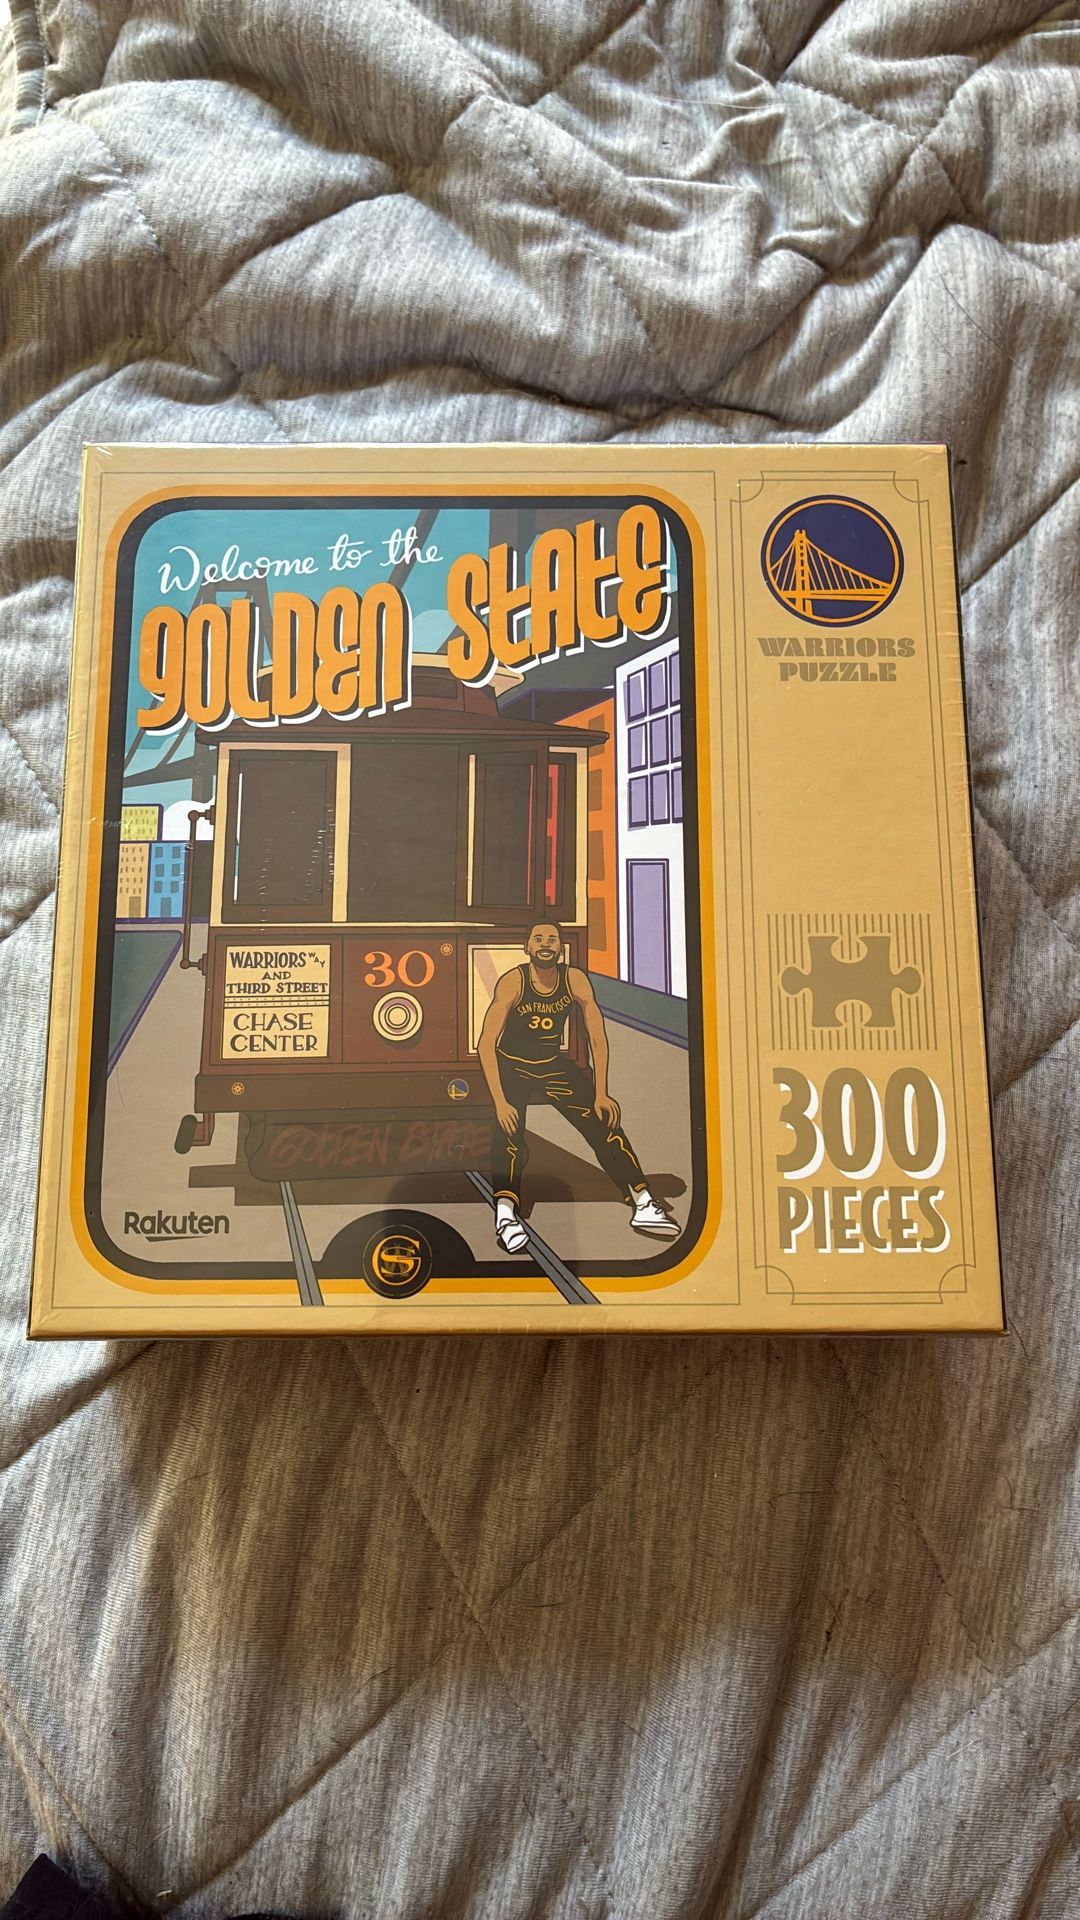 Welcome to the
GOLDEN STATE
WARRIORS WAY
AND
THIRD STREET
CHASE
CENTER
30
SAN FRANCISCO
30
GOLDEN STATE
Rakuten
GS
WARRIORS
PUZZLE
300
PIECES